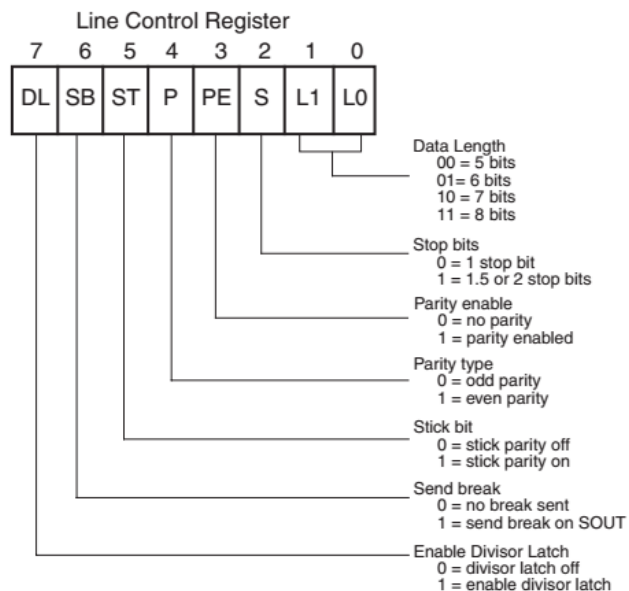 Line Control Register
7 6 5 4 3 2 1 0
DL SB ST P PE S L1 L0
Data Length
00 = 5 bits
01= 6 bits
10 = 7 bits
11 = 8 bits
Stop bits
0 = 1 stop bit
1 = 1.5 or 2 stop bits
Parity enable
0 = no parity
1 = parity enabled
Parity type
0 = odd parity
1 = even parity
Stick bit
0 = stick parity off
1 = stick parity on
Send break
0 = no break sent
1 = send break on SOUT
Enable Divisor Latch
0 = divisor latch off
1 = enable divisor latch